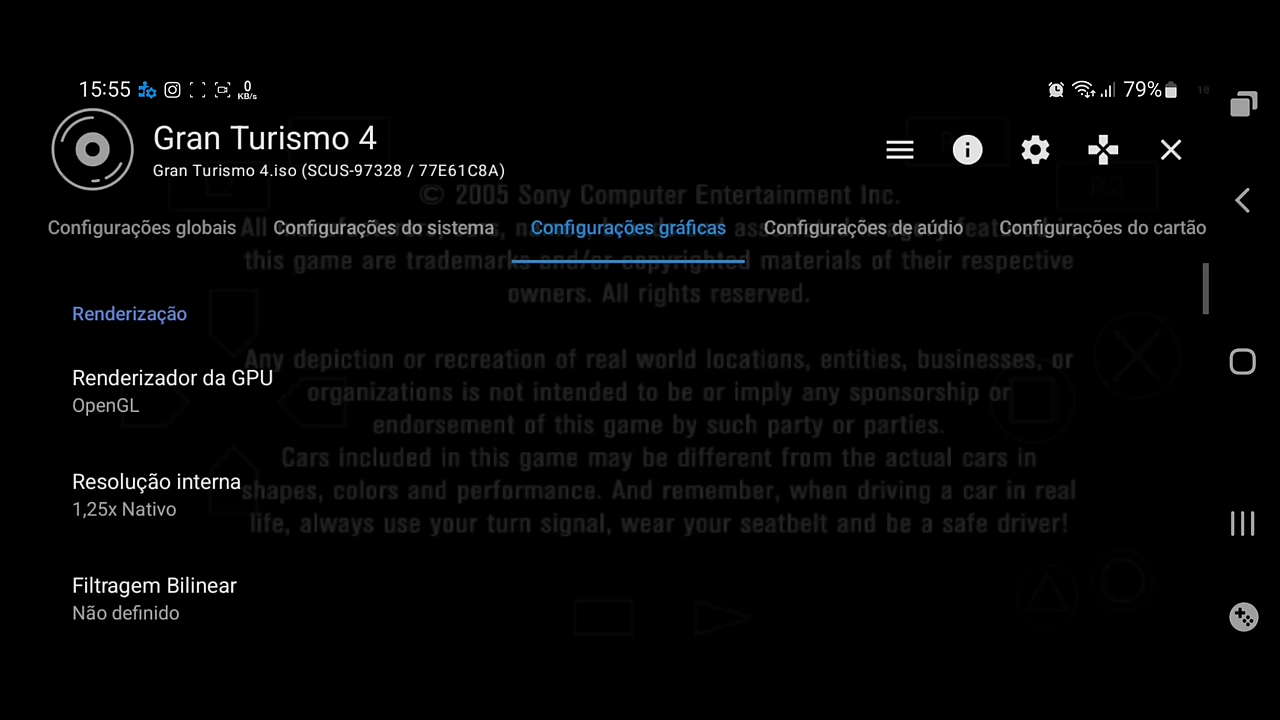 15:55 0 KB/s 79%
Gran Turismo 4
Gran Turismo 4.iso (SCUS-97328 / 77E61C8A)
© 2005 Sony Computer Entertainment Inc.
Configurações globais Configurações do sistema Configurações gráficas Configurações de aúdio Configurações do cartão
All
this game are trademarks and/or copyrighted materials of their respective
owners. All rights reserved.
Renderização
Any depiction or recreation of real world locations, entities, businesses, or
Renderizador da GPU
organizations is not intended to be or imply any sponsorship or
OpenGL
endorsement of this game by such party or parties.
Cars included in this game may be different from the actual cars in
Resolução interna
shapes, colors and performance. And remember, when driving a car in real
1,25x Nativo
life, always use your turn signal, wear your seatbelt and be a safe driver!
Filtragem Bilinear
Não definido